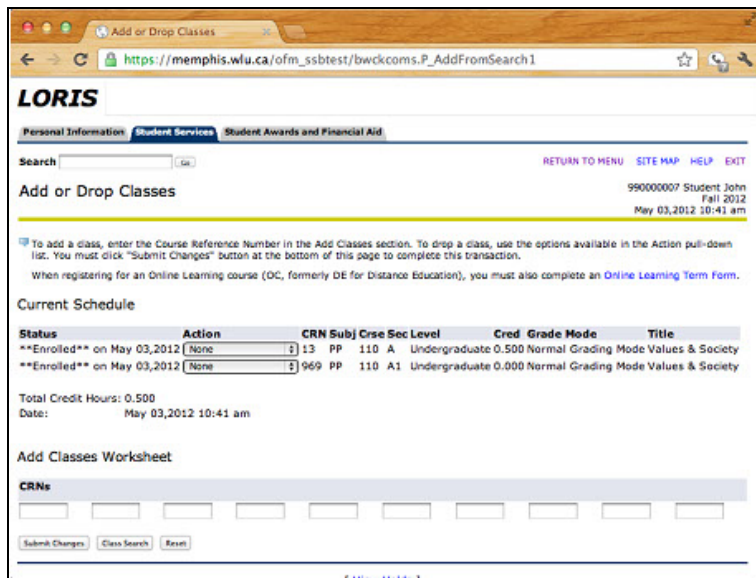 Add or Drop Classes
https://memphis.wlu.ca/ofm_ssbtest/bwckcoms.P_AddFromSearch1
LORIS
Personal Information Student Services Student Awards and Financial Aid
Search Go RETURN TO MENU SITE MAP HELP EXIT
Add or Drop Classes 990000007 Student John
Fall 2012
May 03,2012 10:41 am
To add a class, enter the Course Reference Number in the Add Classes section. To drop a class, use the options available in the Action pull-down
list. You must click "Submit Changes" button at the bottom of this page to complete this transaction.
When registering for an Online Learning course (OC, formerly DE for Distance Education), you must also complete an Online Learning Term Form.
Current Schedule
Status Action CRN Subj Crse Sec Level Cred Grade Mode Title
**Enrolled** on May 03,2012 None 13 PP 110 A Undergraduate 0.500 Normal Grading Mode Values & Society
**Enrolled** on May 03,2012 None 969 PP 110 A1 Undergraduate 0.000 Normal Grading Mode Values & Society
Total Credit Hours: 0.500
Date: May 03,2012 10:41 am
Add Classes Worksheet
CRNs
Submit Changes Class Search Reset